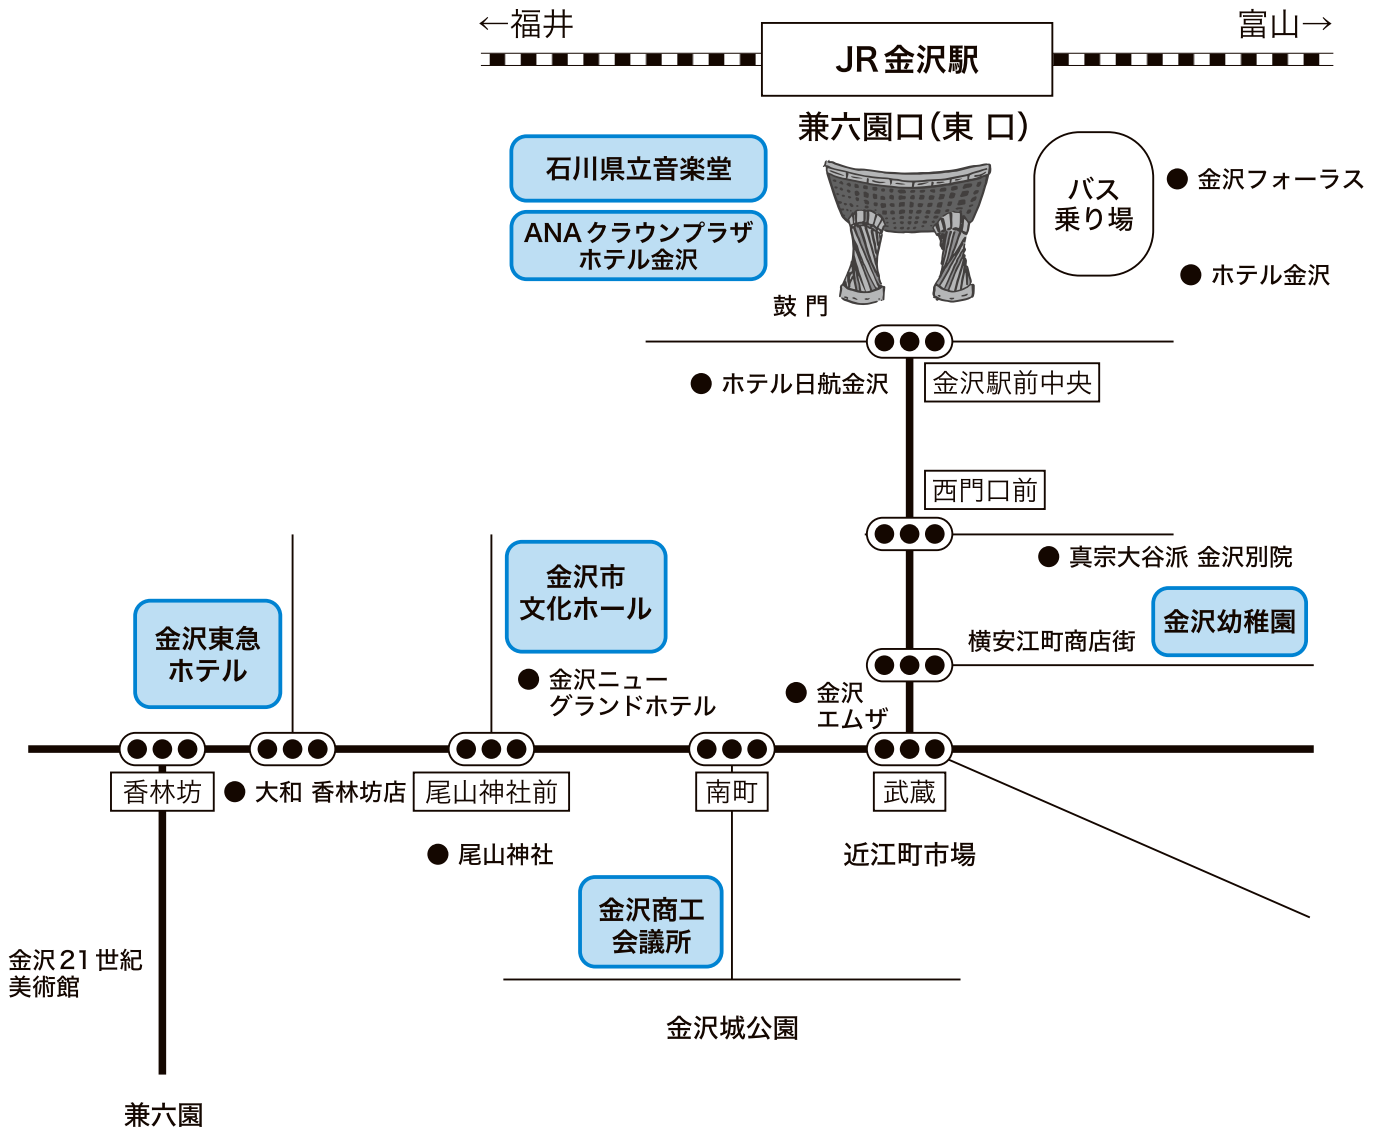 ←福井
富山→
JR金沢駅
兼六園口（東 口）
石川県立音楽堂
ANAクラウンプラザ
ホテル金沢
バス
乗り場
金沢フォーラス
ホテル金沢
鼓 門
ホテル日航金沢
金沢駅前中央
西門口前
真宗大谷派 金沢別院
金沢市
文化ホール
金沢東急
ホテル
金沢幼稚園
横安江町商店街
金沢ニュー
グランドホテル
金沢
エムザ
香林坊
大和 香林坊店
尾山神社前
南町
武蔵
尾山神社
近江町市場
金沢商工
会議所
金沢21世紀
美術館
金沢城公園
兼六園